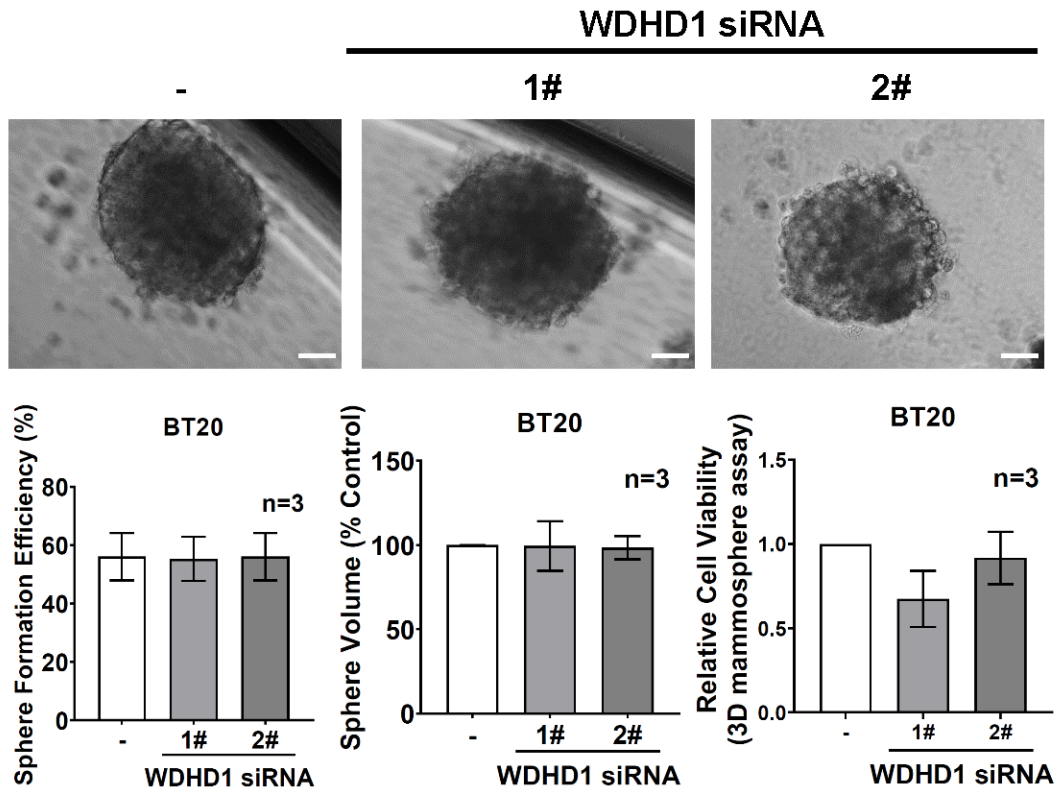 WDHD1 siRNA
-
1#
2#
BT20
Sphere Formation Efficiency (%)
80
60
40
20
0
n=3
-
1#
2#
WDHD1 siRNA
BT20
Sphere Volume (% Control)
150
100
50
0
n=3
-
1#
2#
WDHD1 siRNA
BT20
Relative Cell Viability
(3D mammosphere assay)
1.5
1.0
0.5
0.0
n=3
-
1#
2#
WDHD1 siRNA